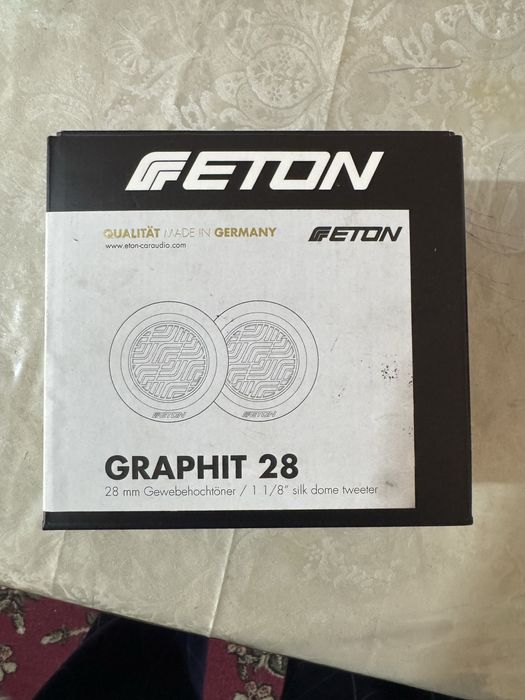 ETON
QUALITÄT MADE IN GERMANY
www.eton-caraudio.com
ETON
ETON
ETON
GRAPHIT 28
28 mm Gewebehochtöner / 1 1/8" silk dome tweeter